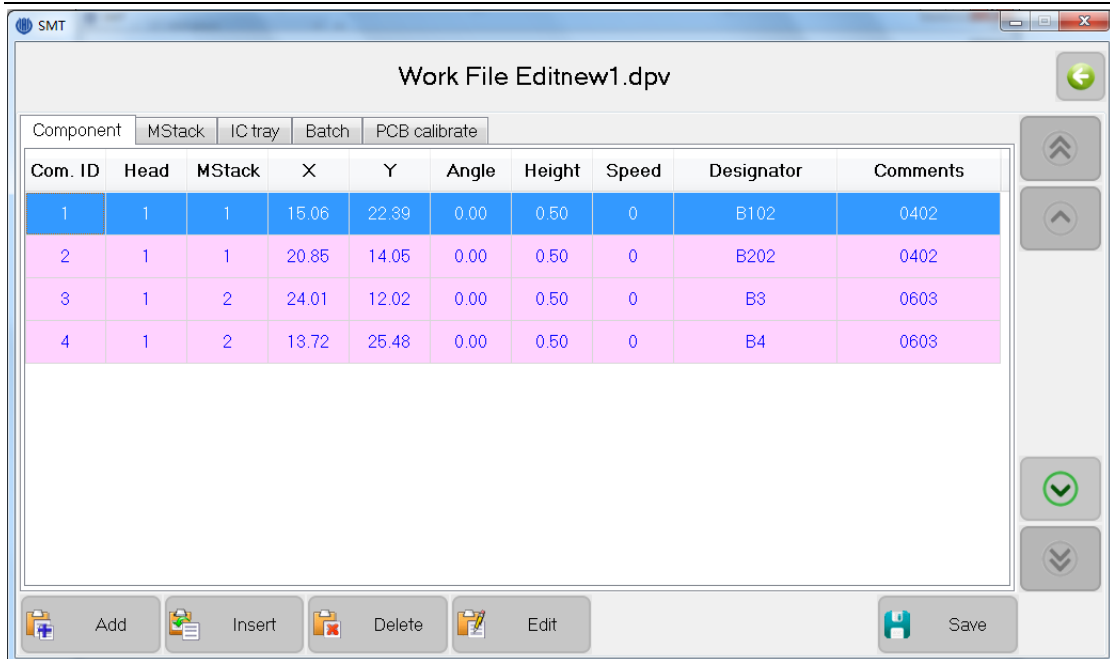 SMT
Work File Editnew1.dpv
Component MStack IC tray Batch PCB calibrate
Com. ID Head MStack X Y Angle Height Speed Designator Comments
1 1 1 15.06 22.39 0.00 0.50 0 B102 0402
2 1 1 20.85 14.05 0.00 0.50 0 B202 0402
3 1 2 24.01 12.02 0.00 0.50 0 B3 0603
4 1 2 13.72 25.48 0.00 0.50 0 B4 0603
Add Insert Delete Edit Save